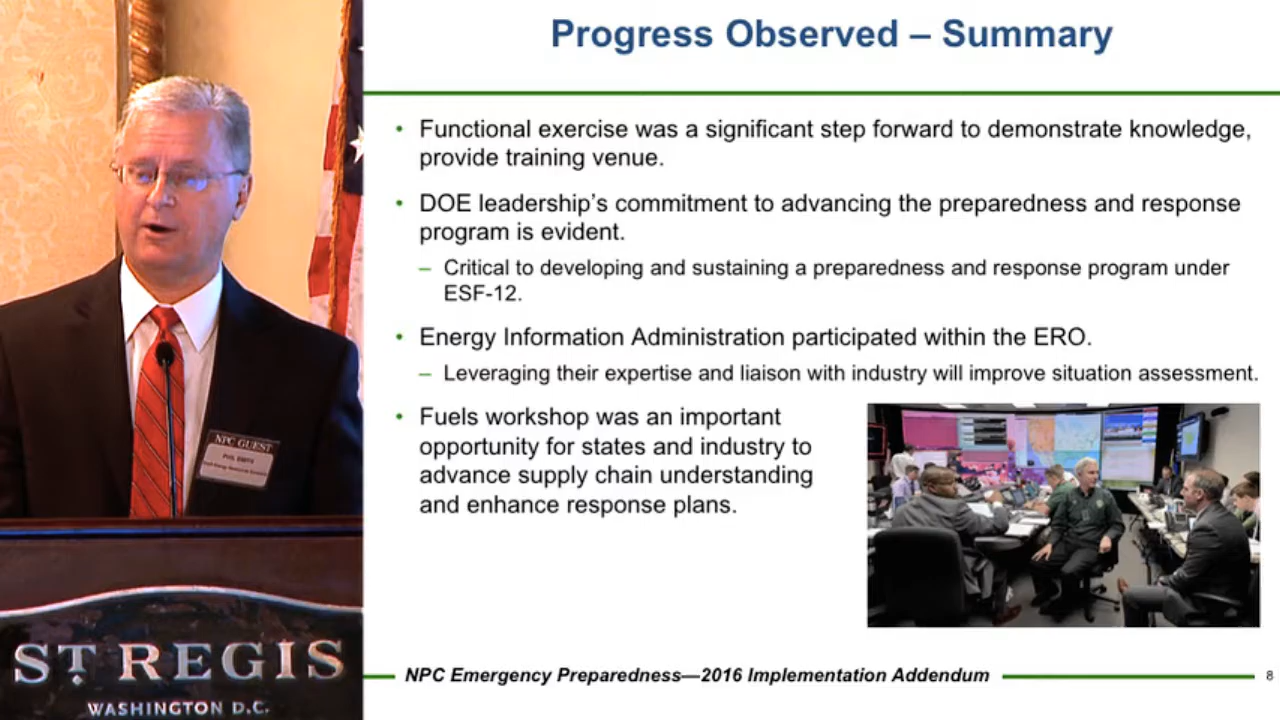 Progress Observed – Summary
• Functional exercise was a significant step forward to demonstrate knowledge,
provide training venue.
• DOE leadership's commitment to advancing the preparedness and response
program is evident.
– Critical to developing and sustaining a preparedness and response program under
ESF-12.
• Energy Information Administration participated within the ERO.
– Leveraging their expertise and liaison with industry will improve situation assessment.
• Fuels workshop was an important
opportunity for states and industry to
advance supply chain understanding
and enhance response plans.
NPC GUEST
ST. REGIS
WASHINGTON D.C.
NPC Emergency Preparedness—2016 Implementation Addendum
8